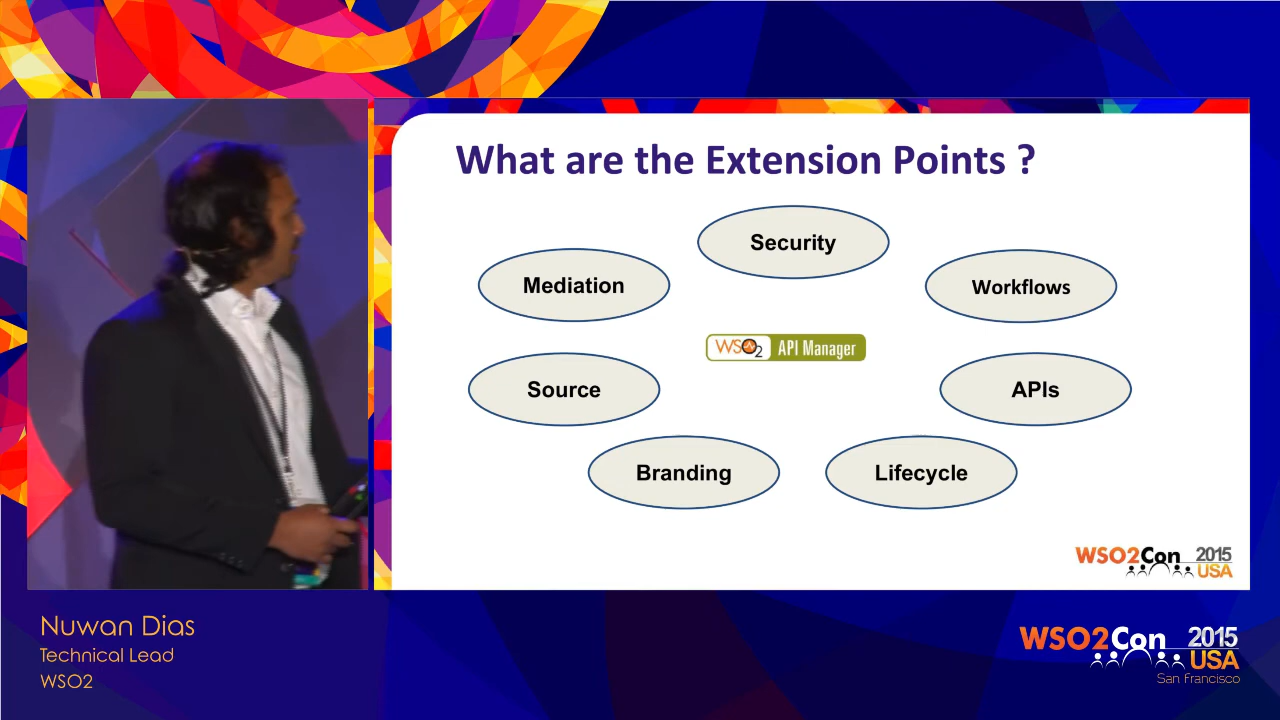 What are the Extension Points ?
Security
Mediation
Workflows
WSO2 API Manager
Source
APIs
Branding
Lifecycle
WSO2Con 2015
USA
Nuwan Dias
Technical Lead
WSO2
WSO2Con 2015
USA
San Francisco